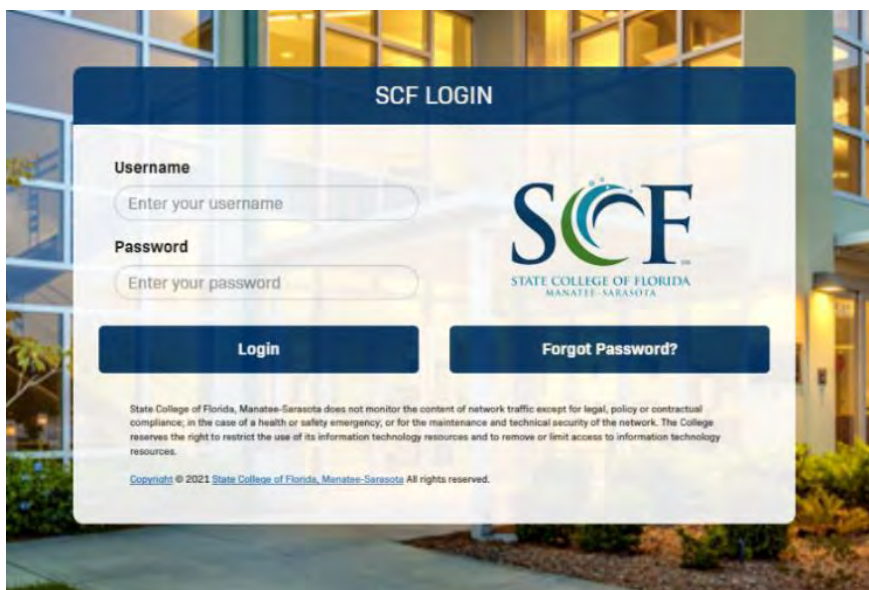 SCF LOGIN
Username
Enter your username
Password
Enter your password
SCF
STATE COLLEGE OF FLORIDA
MANATEE-SARASOTA
Login
Forgot Password?
State College of Florida, Manatee-Sarasota does not monitor the content of network traffic except for legal, policy or contractual
compliance; in the case of a health or safety emergency; or for the maintenance and technical security of the network. The College
reserves the right to restrict the use of its information technology resources and to remove or limit access to information technology
resources.
Copyright © 2021 State College of Florida, Manatee-Sarasota All rights reserved.